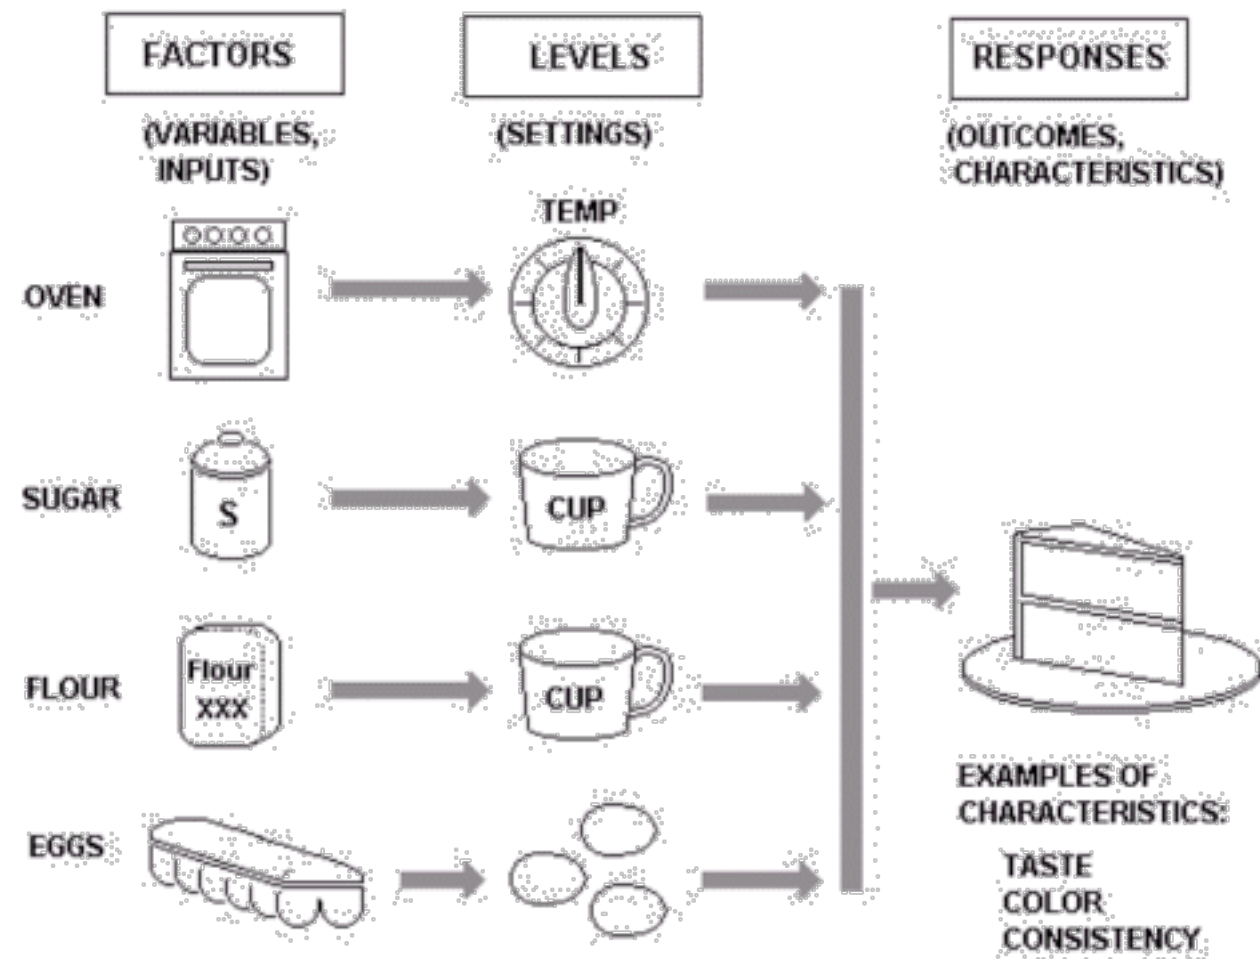 FACTORS
LEVELS
RESPONSES
(VARIABLES,
INPUTS)
(SETTINGS)
(OUTCOMES,
CHARACTERISTICS)
TEMP
OVEN
SUGAR
S
CUP
FLOUR
Flour
XXX
CUP
EGGS
EXAMPLES OF
CHARACTERISTICS:
TASTE
COLOR
CONSISTENCY